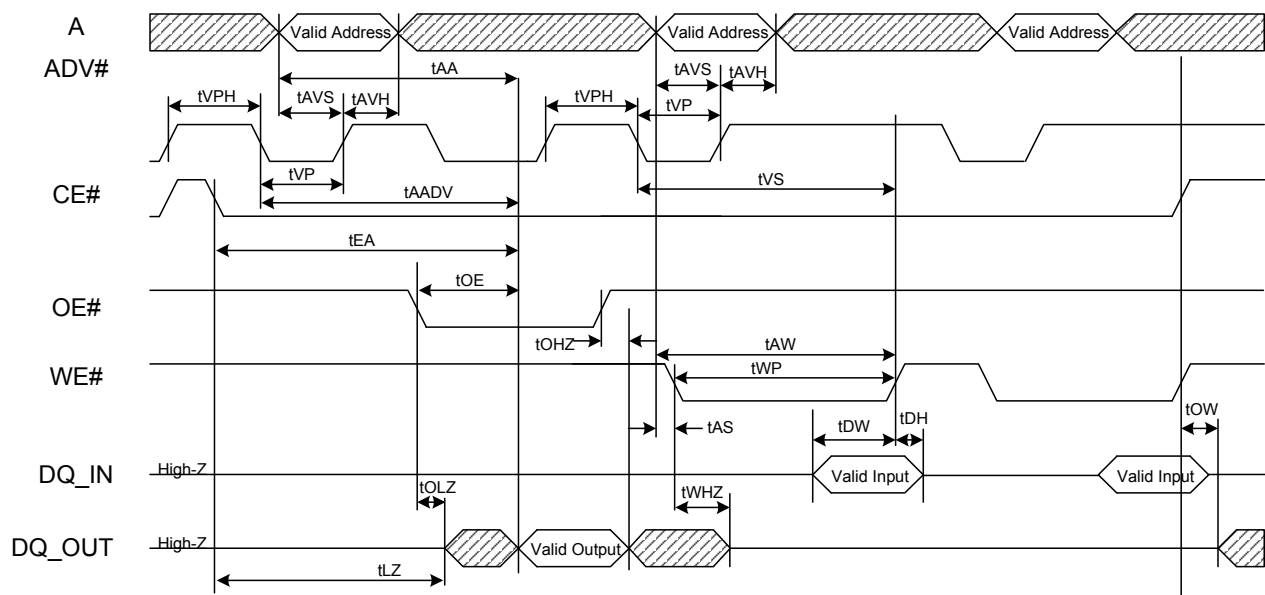 A
Valid Address
Valid Address
Valid Address
ADV#
tAA
tAVS
tAVH
tVPH
tAVS
tAVH
tVPH
tVP
tVP
tAADV
tVS
CE#
tEA
tOE
OE#
tOHZ
tAW
WE#
tWP
tAS
tDW
tDH
tOW
DQ_IN
High-Z
Valid Input
Valid Input
tOLZ
tWHZ
DQ_OUT
High-Z
Valid Output
tLZ